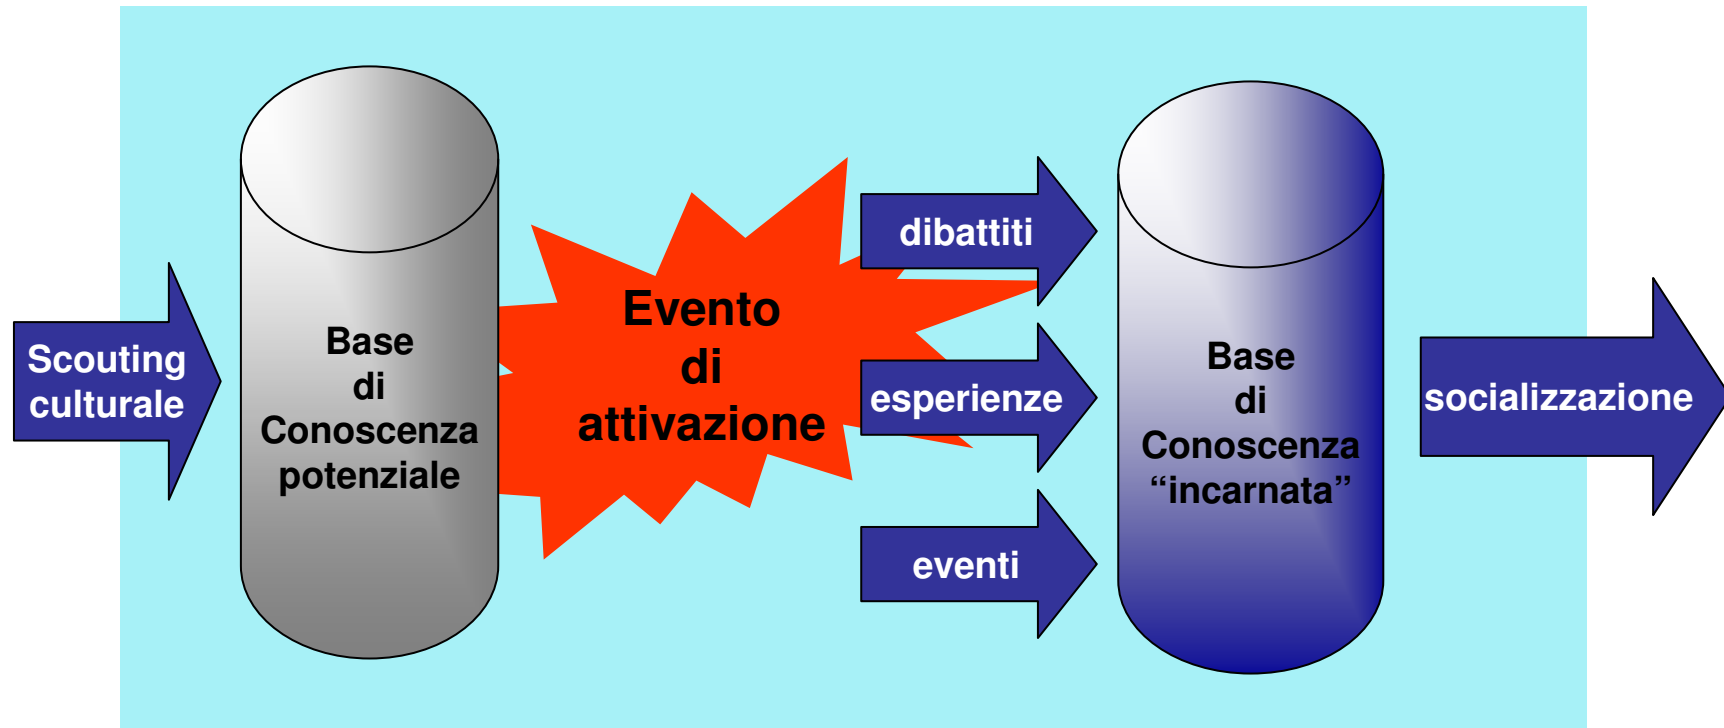 Scouting
culturale
Base
di
Conoscenza
potenziale
Evento
di
attivazione
dibattiti
esperienze
eventi
Base
di
Conoscenza
“incarnata”
socializzazione